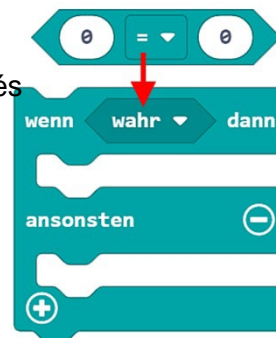 0 = 0
és
wenn wahr dann
ansonsten